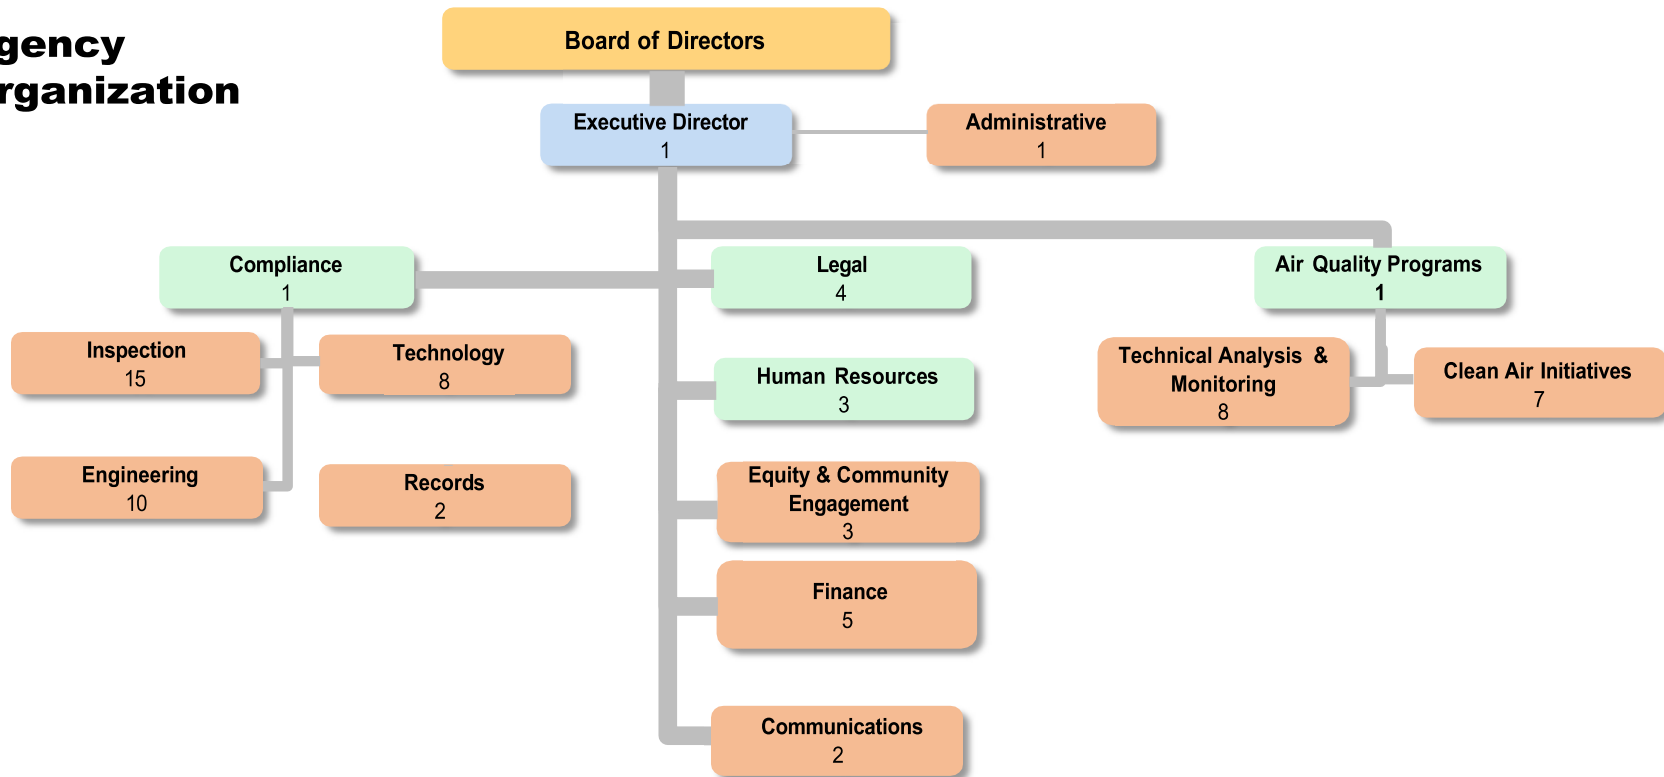 gency
rganization
Board of Directors
Executive Director
1
Administrative
1
Compliance
1
Legal
4
Air Quality Programs
1
Inspection
15
Technology
8
Human Resources
3
Technical Analysis &
Monitoring
8
Clean Air Initiatives
7
Engineering
10
Records
2
Equity & Community
Engagement
3
Finance
5
Communications
2